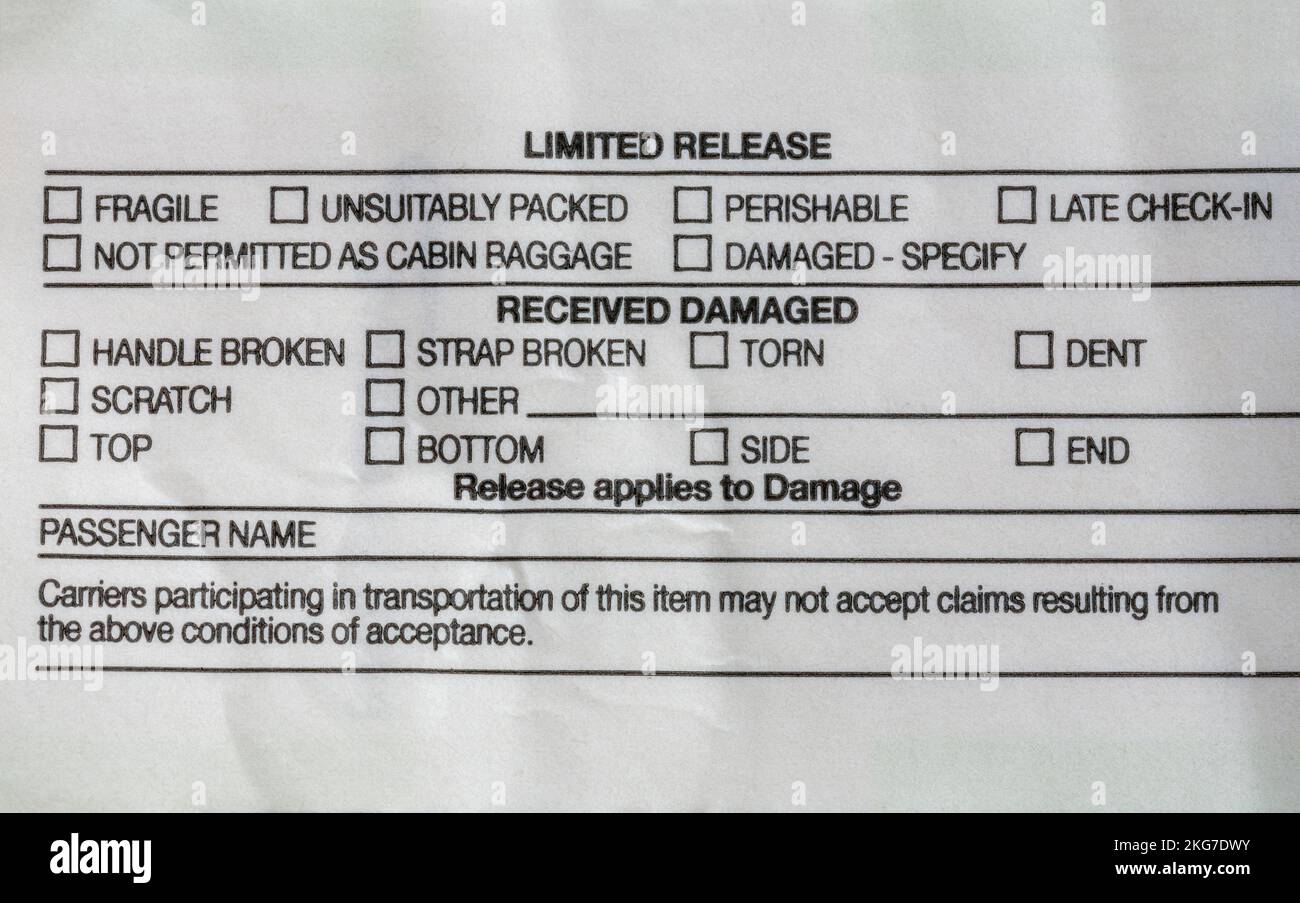 LIMITED RELEASE
☐ FRAGILE ☐ UNSUITABLY PACKED ☐ PERISHABLE ☐ LATE CHECK-IN
☐ NOT PERMITTED AS CABIN BAGGAGE ☐ DAMAGED - SPECIFY
RECEIVED DAMAGED
☐ HANDLE BROKEN ☐ STRAP BROKEN ☐ TORN ☐ DENT
☐ SCRATCH ☐ OTHER
☐ TOP ☐ BOTTOM ☐ SIDE ☐ END
Release applies to Damage
PASSENGER NAME
Carriers participating in transportation of this item may not accept claims resulting from
the above conditions of acceptance.
alamy
Image ID: 2KG7DWY
www.alamy.com